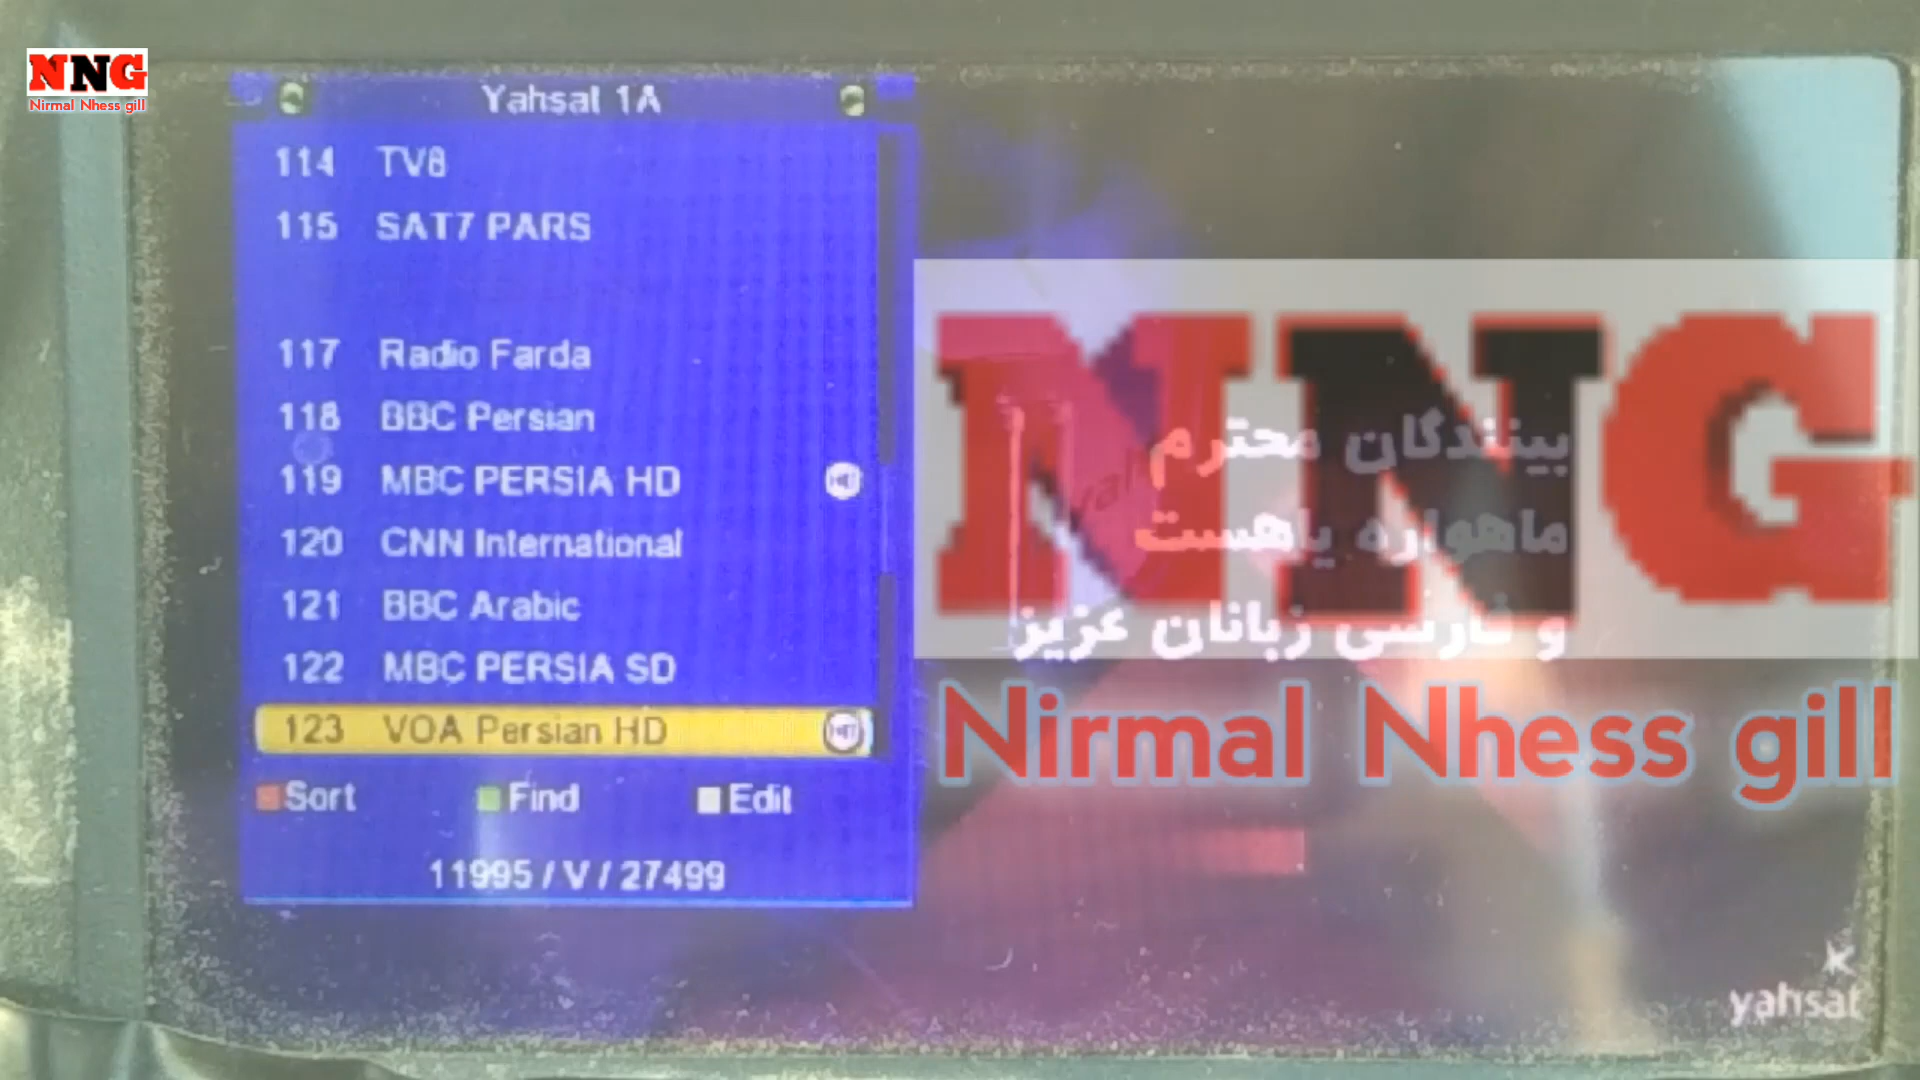 NNG
Nirmal Nhess gill
Yahsat 1A
114 TV8
115 SAT7 PARS
117 Radio Farda
118 BBC Persian
119 MBC PERSIA HD
120 CNN International
121 BBC Arabic
122 MBC PERSIA SD
123 VOA Persian HD
Sort Find Edit
11995 / V / 27499
NNG
بینندگان محترم
ماهواره یاهست
و فارسی زبانان عزیز
Nirmal Nhess gill
yahsat